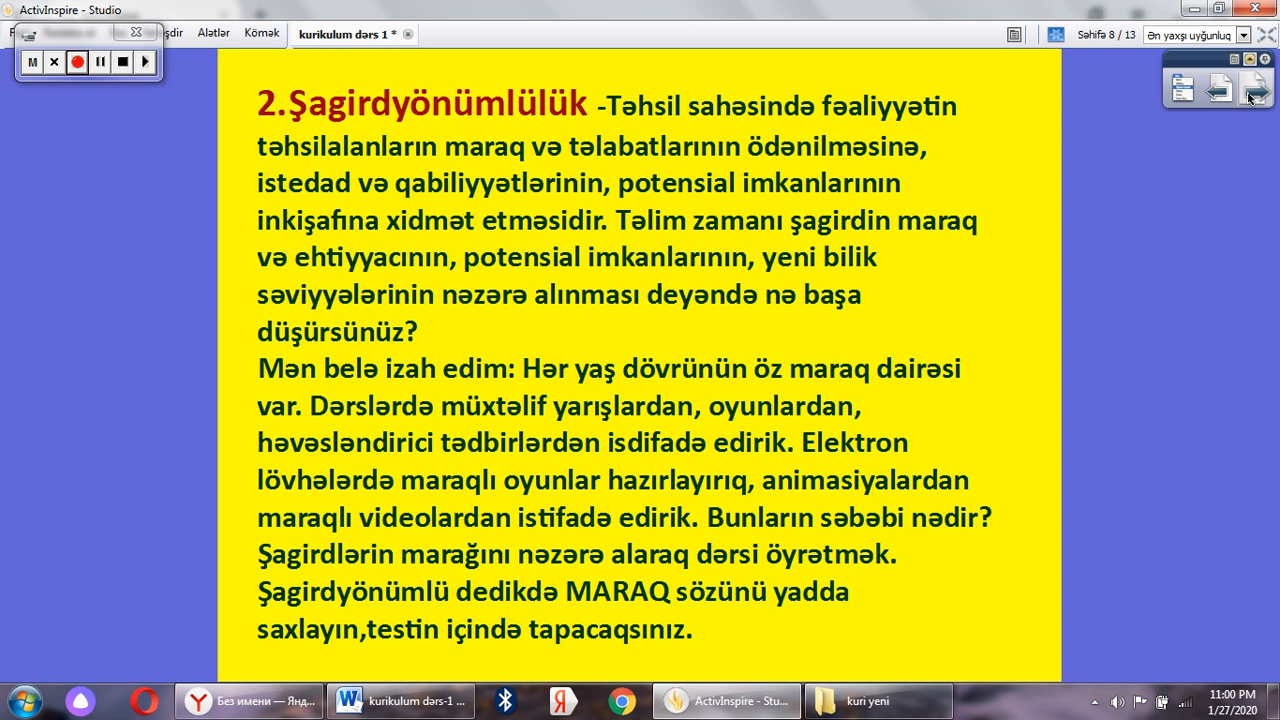 ActivInspire - Studio
Alətlər Kömək kurikulum dərs 1 * Səhifə 8 / 13 Ən yaxşı uyğunluq
M
2.Şagirdyönümlülük -Təhsil sahəsində fəaliyyətin
təhsilalanların maraq və təlabatlarının ödənilməsinə,
istedad və qabiliyyətlərinin, potensial imkanlarının
inkişafına xidmət etməsidir. Təlim zamanı şagirdin maraq
və ehtiyyacının, potensial imkanlarının, yeni bilik
səviyyələrinin nəzərə alınması deyəndə nə başa
düşürsünüz?
Mən belə izah edim: Hər yaş dövrünün öz maraq dairəsi
var. Dərslərdə müxtəlif yarışlardan, oyunlardan,
həvəsləndirici tədbirlərdən isdifadə edirik. Elektron
lövhələrdə maraqlı oyunlar hazırlayırıq, animasiyalardan
maraqlı videolardan istifadə edirik. Bunların səbəbi nədir?
Şagirdlərin marağını nəzərə alaraq dərsi öyrətmək.
Şagirdyönümlü dedikdə MARAQ sözünü yadda
saxlayın,testin içində tapacaqsınız.
Без имени — Янд... kurikulum dərs-1 ... ActivInspire - Stu... kuri yeni
11:00 PM
1/27/2020